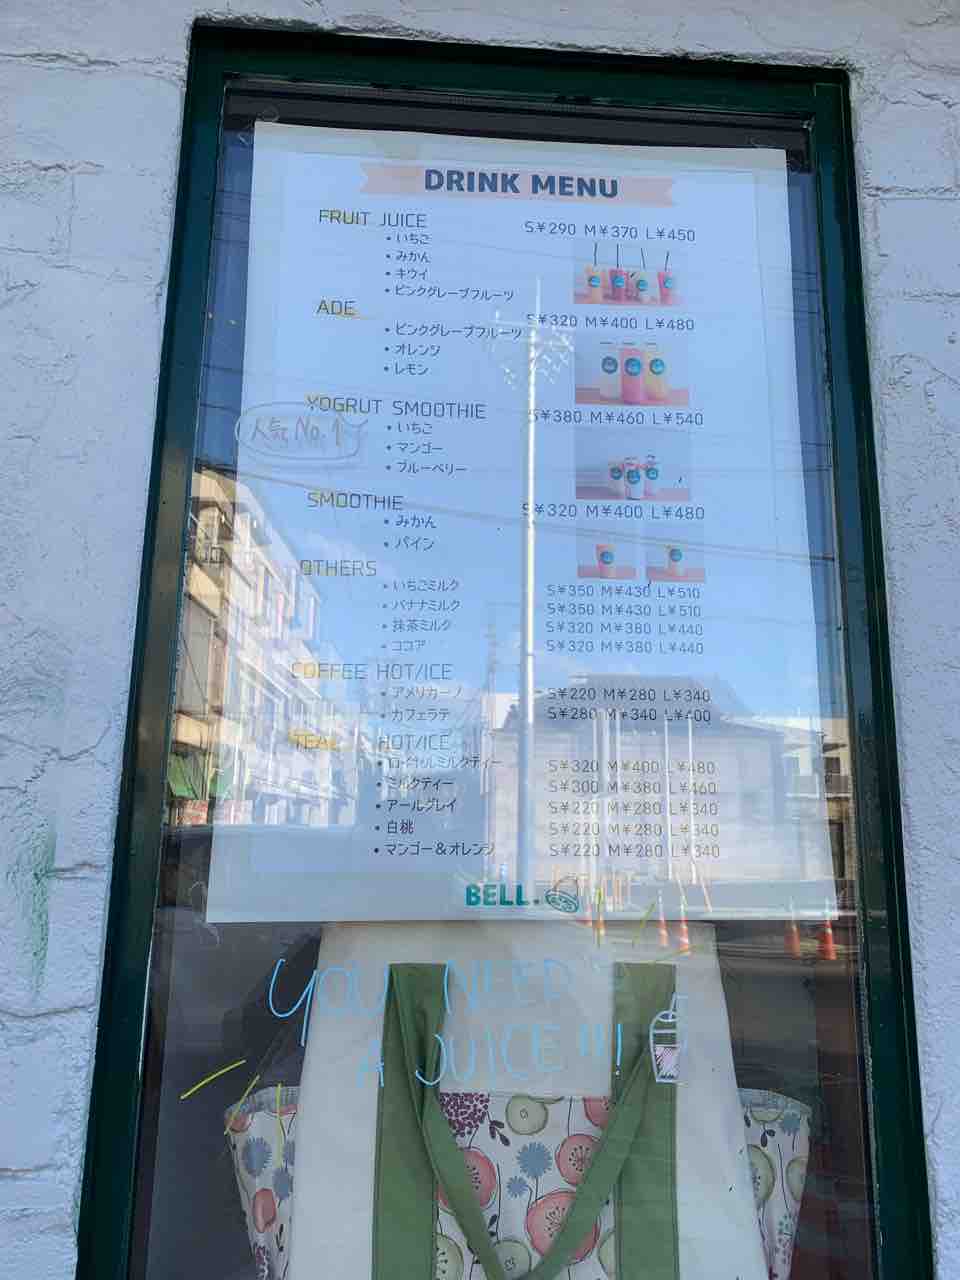 DRINK MENU
FRUIT JUICE S¥290 M¥370 L¥450
• いちご
• みかん
• キウイ
• ピンクグレープフルーツ
ADE S¥320 M¥400 L¥480
• ピンクグレープフルーツ
• オレンジ
• レモン
YOGRUT SMOOTHIE S¥380 M¥460 L¥540
人気 No.1
• いちご
• マンゴー
• ブルーベリー
SMOOTHIE S¥320 M¥400 L¥480
• みかん
• パイン
OTHERS
• いちごミルク S¥350 M¥430 L¥510
• バナナミルク S¥350 M¥430 L¥510
• 抹茶ミルク S¥320 M¥380 L¥440
• ココア S¥320 M¥380 L¥440
COFFEE HOT/ICE
• アメリカーノ S¥220 M¥280 L¥340
• カフェラテ S¥280 M¥340 L¥400
TEA HOT/ICE
• ロイヤルミルクティー S¥320 M¥400 L¥480
• ミルクティー S¥300 M¥380 L¥460
• アールグレイ S¥220 M¥280 L¥340
• 白桃 S¥220 M¥280 L¥340
• マンゴー＆オレンジ S¥220 M¥280 L¥340
BELL.
YOU NEED
A JUICE!!!